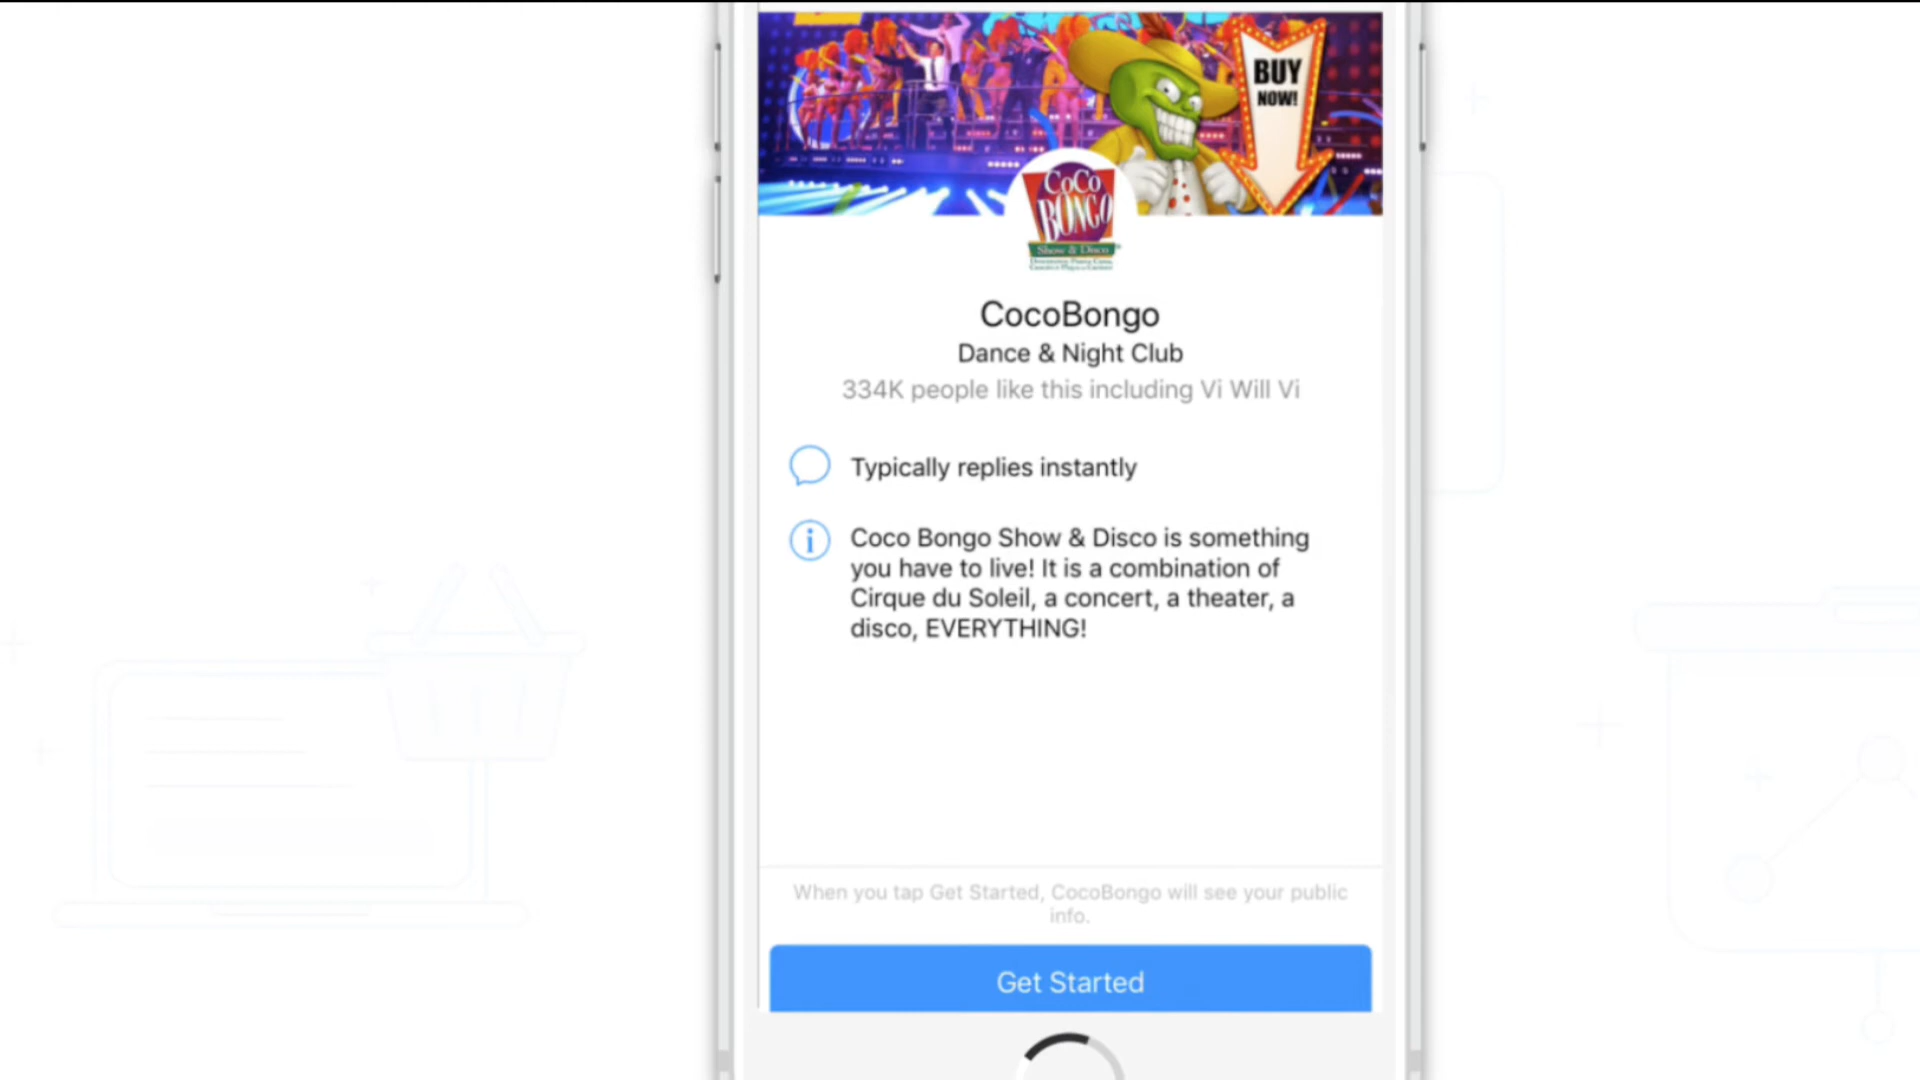 BUY
NOW!
CoCo
BONGO
Show & Disco
CocoBongo
Dance & Night Club
334K people like this including Vi Will Vi
Typically replies instantly
Coco Bongo Show & Disco is something
you have to live! It is a combination of
Cirque du Soleil, a concert, a theater, a
disco, EVERYTHING!
When you tap Get Started, CocoBongo will see your public
info.
Get Started